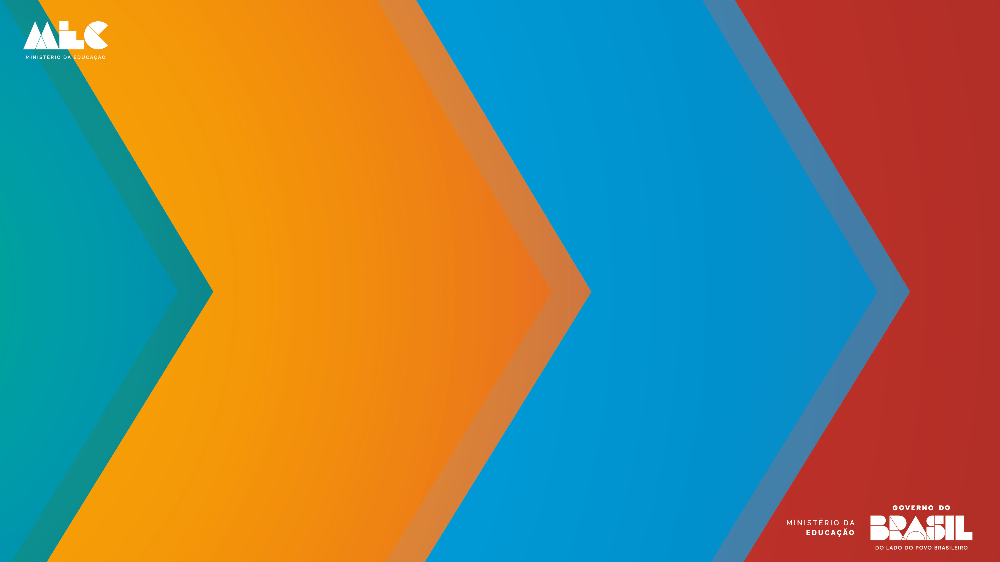 MEC
MINISTÉRIO DA EDUCAÇÃO
MINISTÉRIO DA
EDUCAÇÃO
GOVERNO DO
BRASIL
DO LADO DO POVO BRASILEIRO